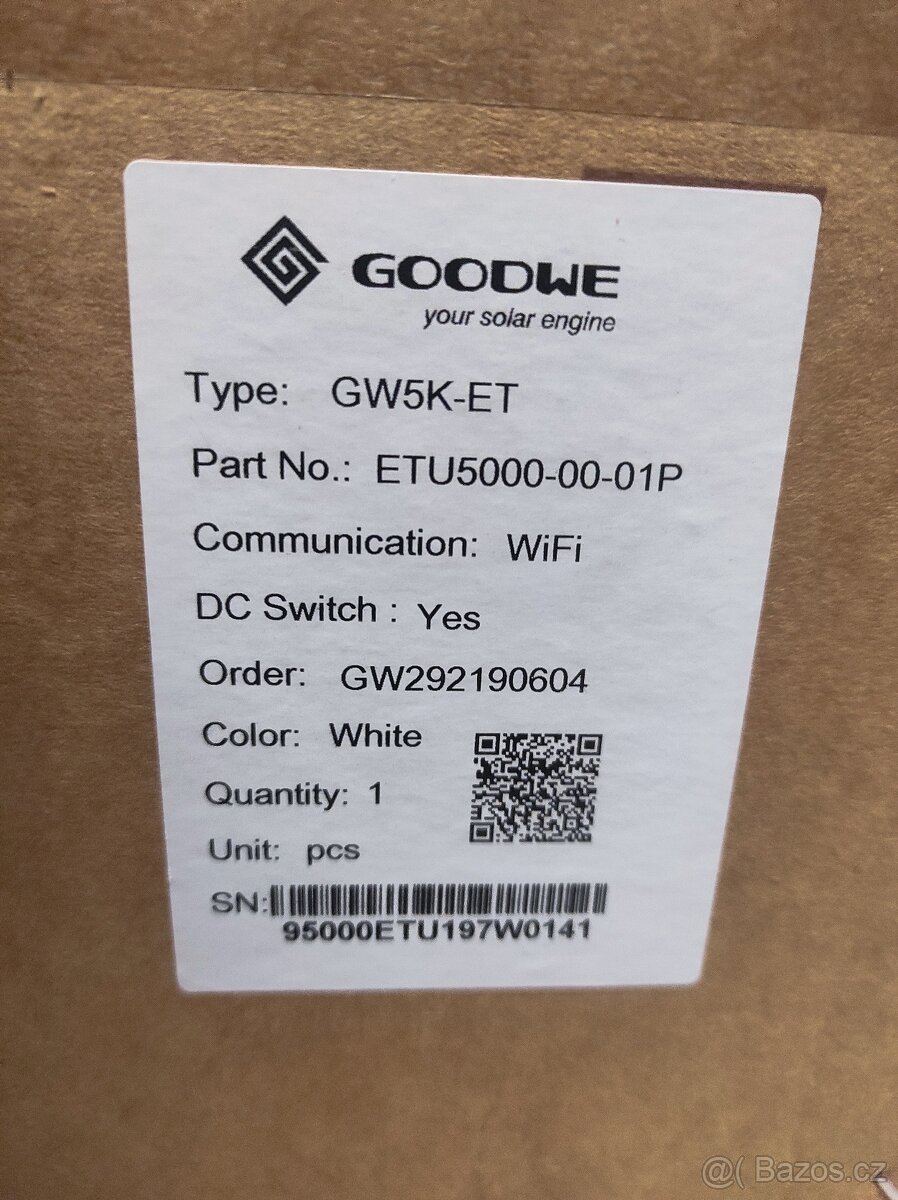 GOODWE
your solar engine
Type: GW5K-ET
Part No.: ETU5000-00-01P
Communication: WiFi
DC Switch : Yes
Order: GW292190604
Color: White
Quantity: 1
Unit: pcs
SN:
95000ETU197W0141
@( Bazos.cz